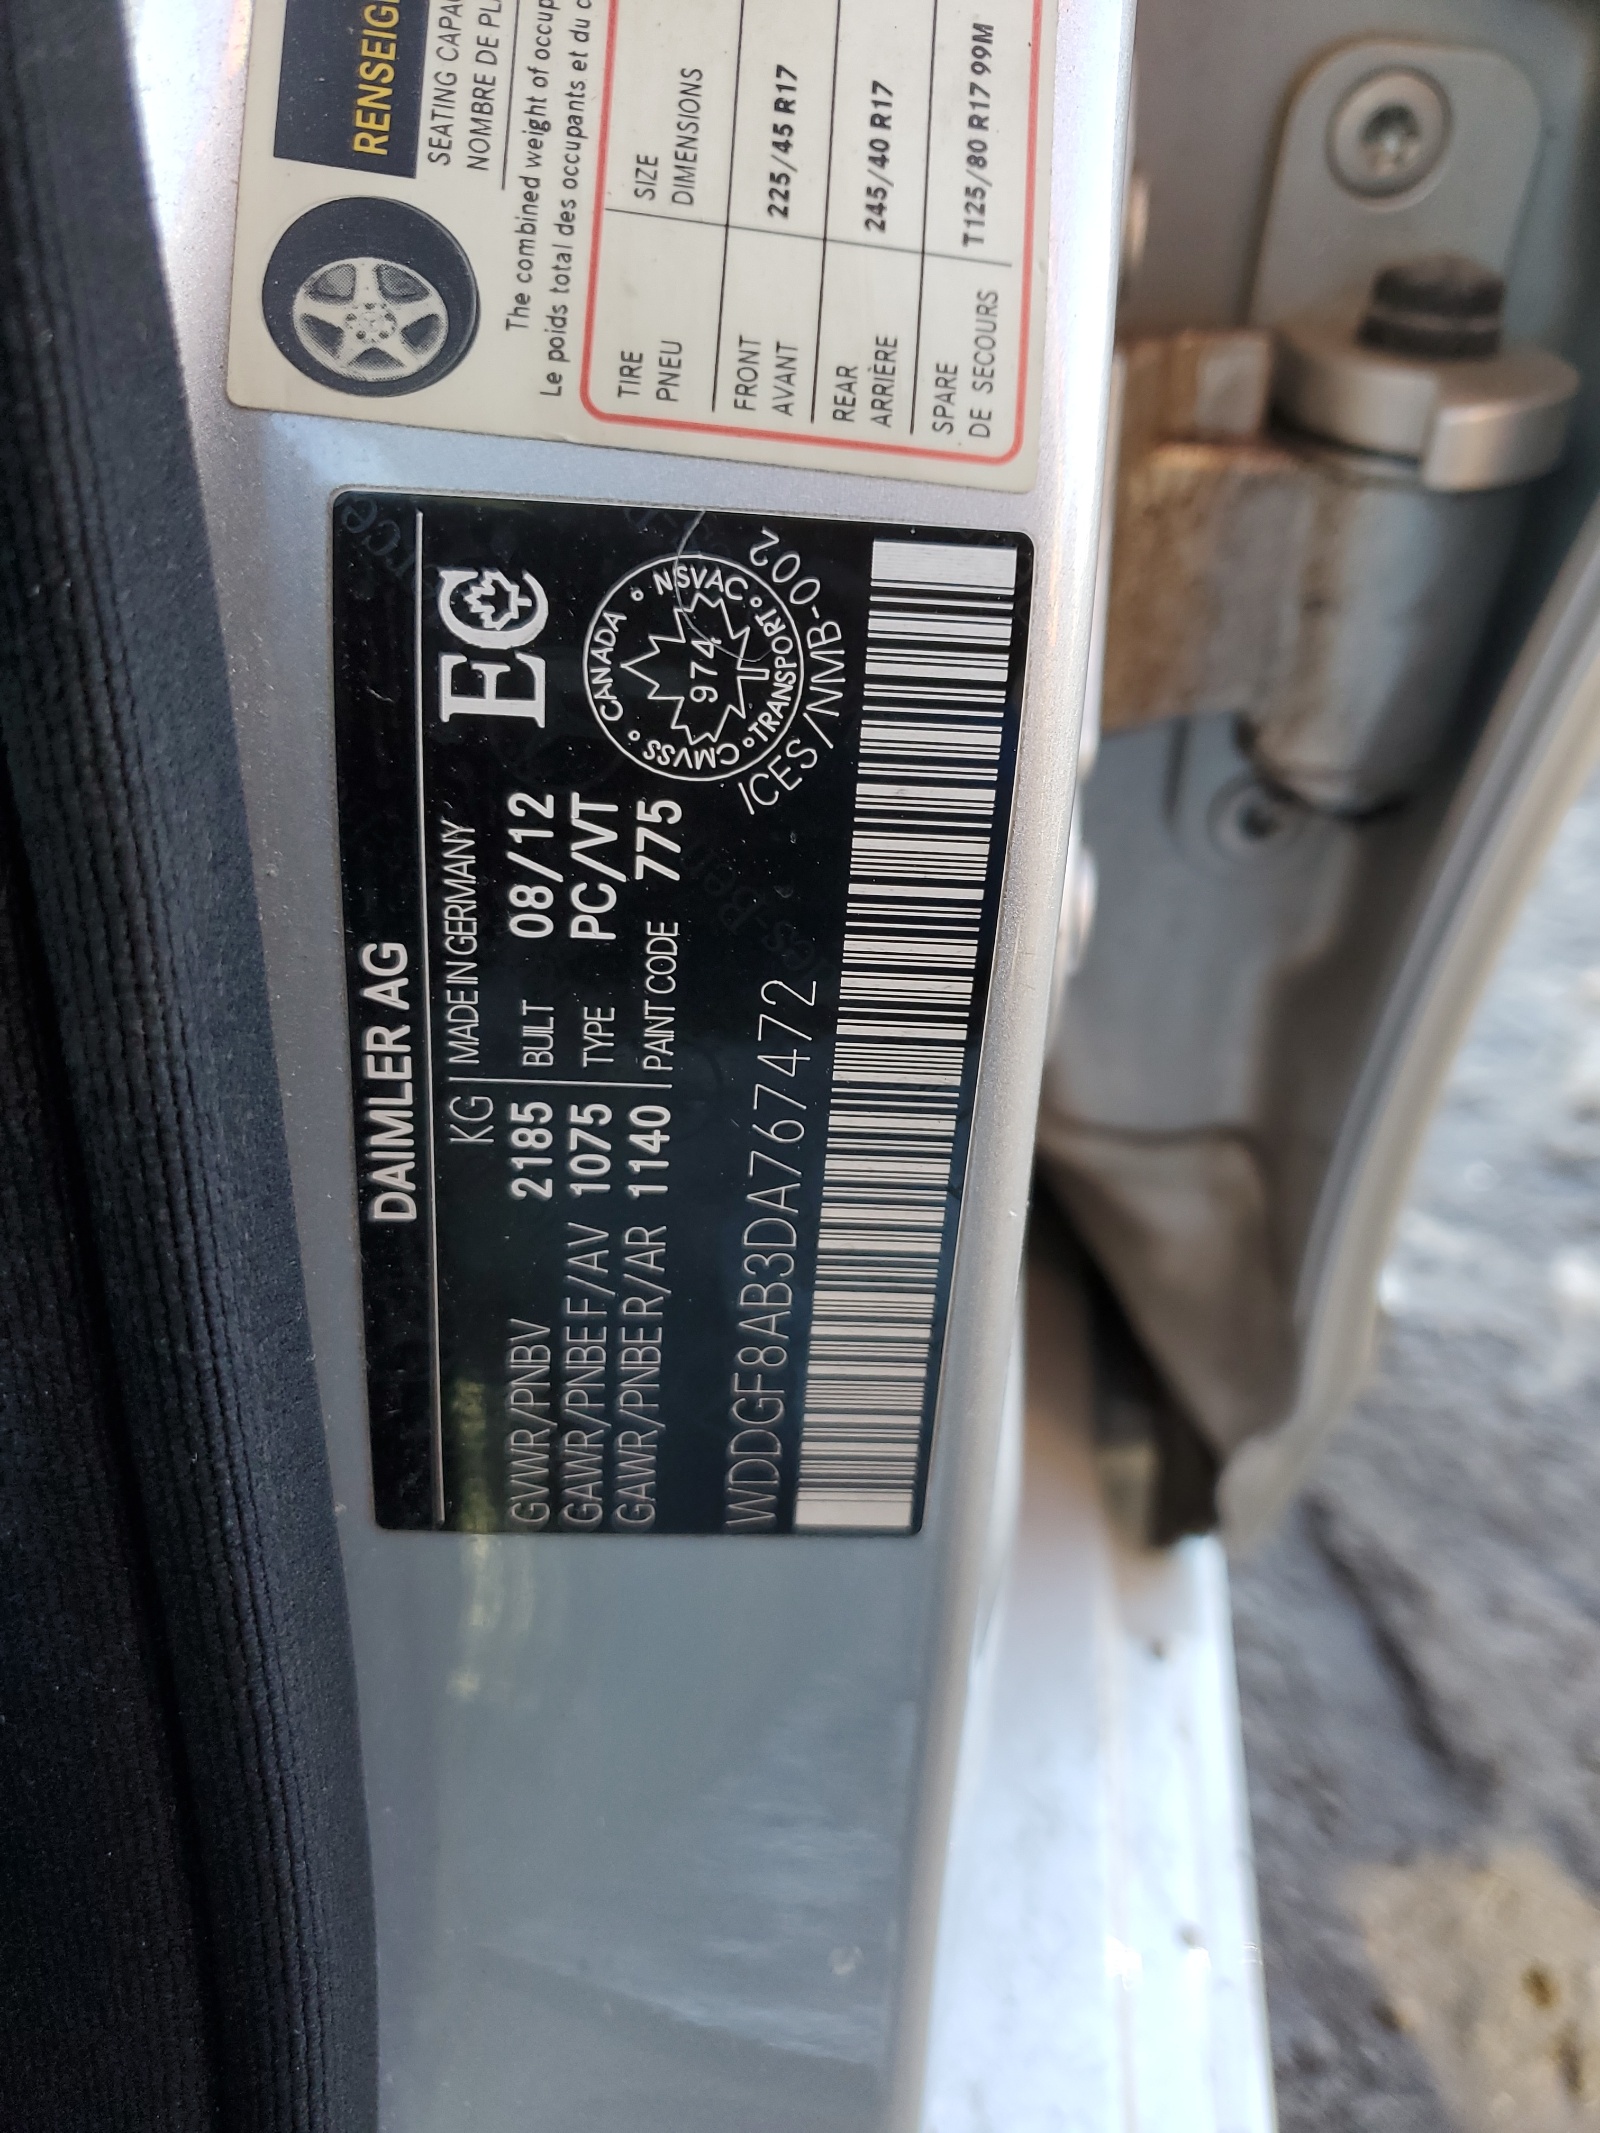 DAIMLER AG
KG MADE IN GERMANY
GVWR/PNBV 2185 BUILT 08/12
GAWR/PNBE F/AV 1075 TYPE PC/VT
GAWR/PNBE R/AR 1140 PAINT CODE 775
WDDGF8AB3DA767472
EC
CANADA
NSVAC
TRANSPORT
CMVSS
974
ICES/NMB-002
RENSEIG
SEATING CAPA
NOMBRE DE PL
The combined weight of occup
Le poids total des occupants et du c
TIRE SIZE
PNEU DIMENSIONS
FRONT
AVANT 225/45 R17
REAR
ARRIÈRE 245/40 R17
SPARE
DE SECOURS T125/80 R17 99M